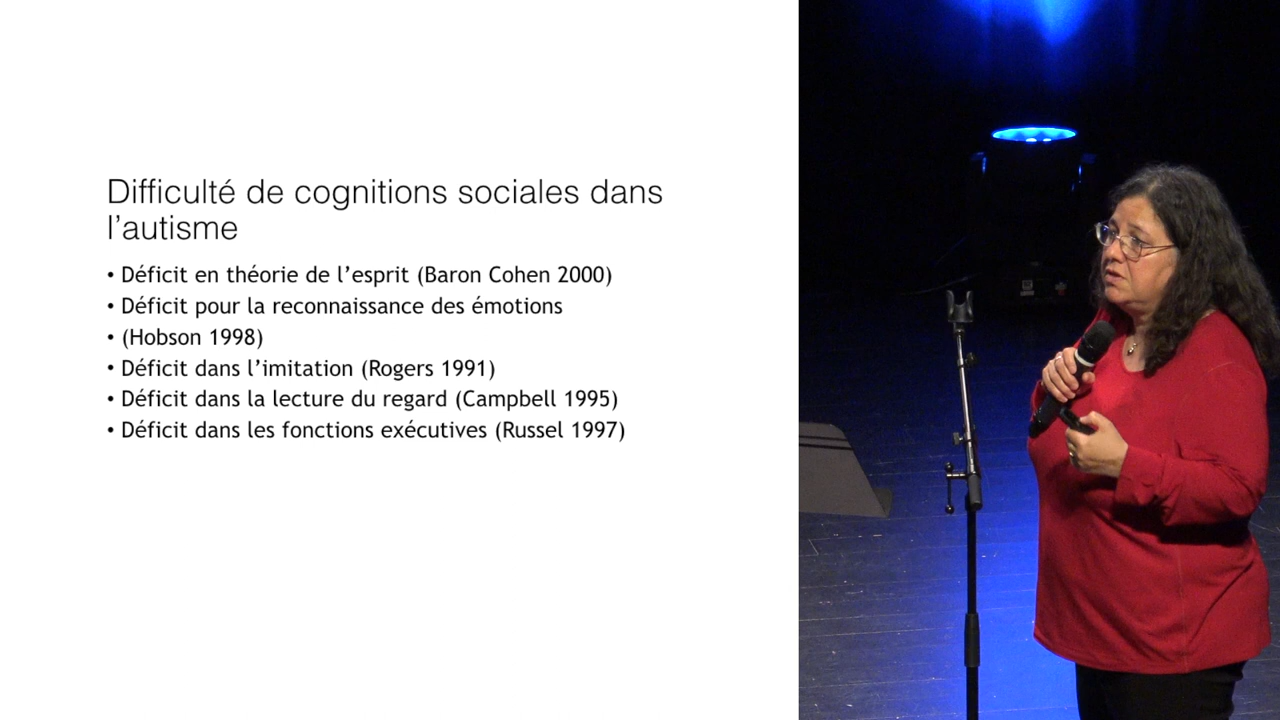 Difficulté de cognitions sociales dans
l’autisme
• Déficit en théorie de l’esprit (Baron Cohen 2000)
• Déficit pour la reconnaissance des émotions
• (Hobson 1998)
• Déficit dans l’imitation (Rogers 1991)
• Déficit dans la lecture du regard (Campbell 1995)
• Déficit dans les fonctions exécutives (Russel 1997)